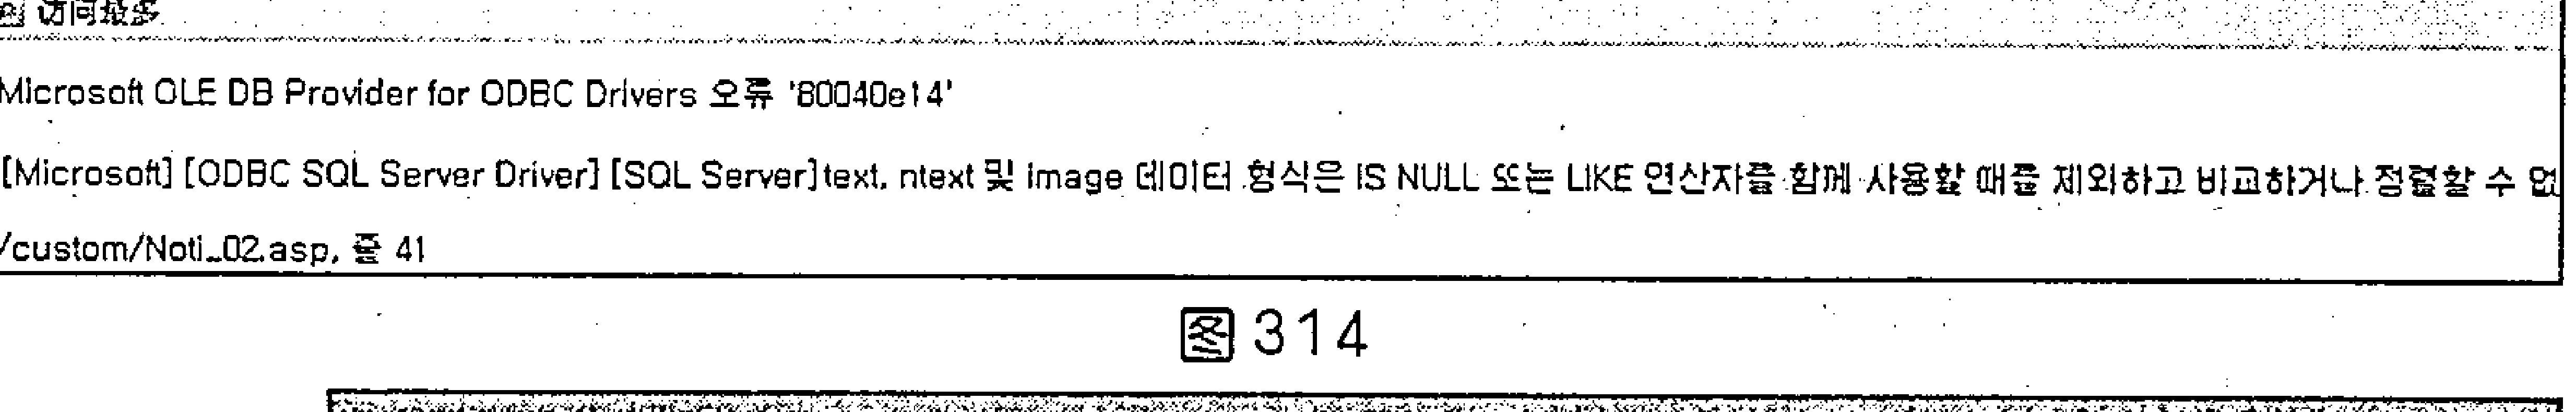 访问最多
Microsoft OLE DB Provider for ODBC Drivers 오류 '80040e14'
[Microsoft] [ODBC SQL Server Driver] [SQL Server]text, ntext 및 image 데이터 형식은 IS NULL 또는 LIKE 연산자를 함께 사용할 때를 제외하고 비교하거나 정렬할 수 없
/custom/Noti_02.asp, 줄 41
图314